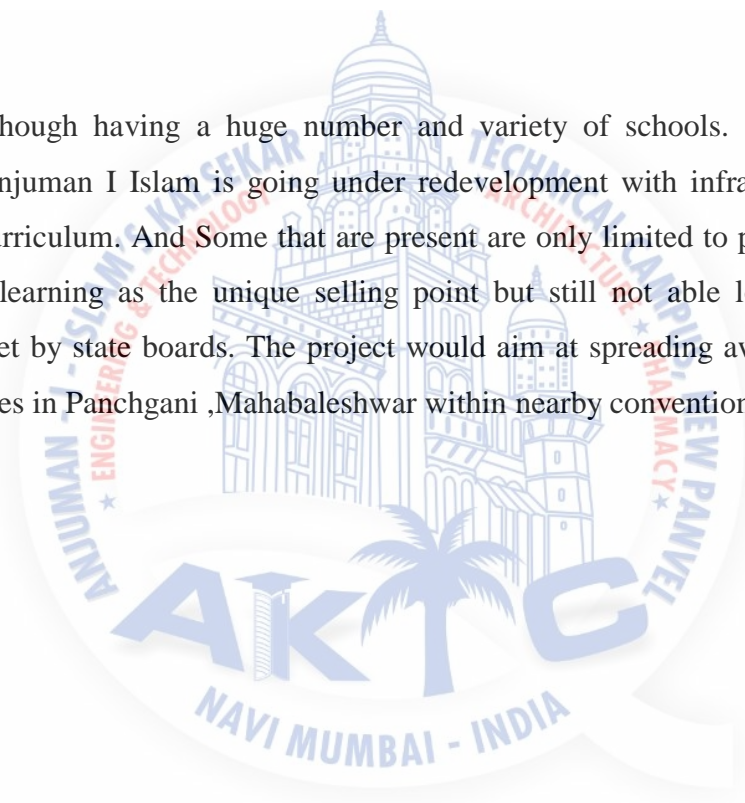 hough having a huge number and variety of schools.
njuman I Islam is going under redevelopment with infra
urriculum. And Some that are present are only limited to p
learning as the unique selling point but still not able l
et by state boards. The project would aim at spreading av
es in Panchgani ,Mahabaleshwar within nearby convention
ANJUMAN - I - ISLAM'S KALSEKAR TECHNICAL CAMPUS, NEW PANVEL
ENGINEERING & TECHNOLOGY ARCHITECTURE ★ PHARMACY ★
AKTC
NAVI MUMBAI - INDIA